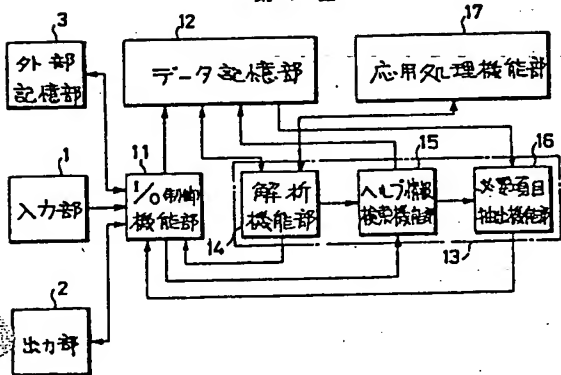 3
外部
記憶部
12
データ記憶部
17
応用処理機能部
1
入力部
11
I/O制御
機能部
14
解析
機能部
15
ヘルプ情報
検索機能部
16
必要項目
抽出機能部
13
2
出力部